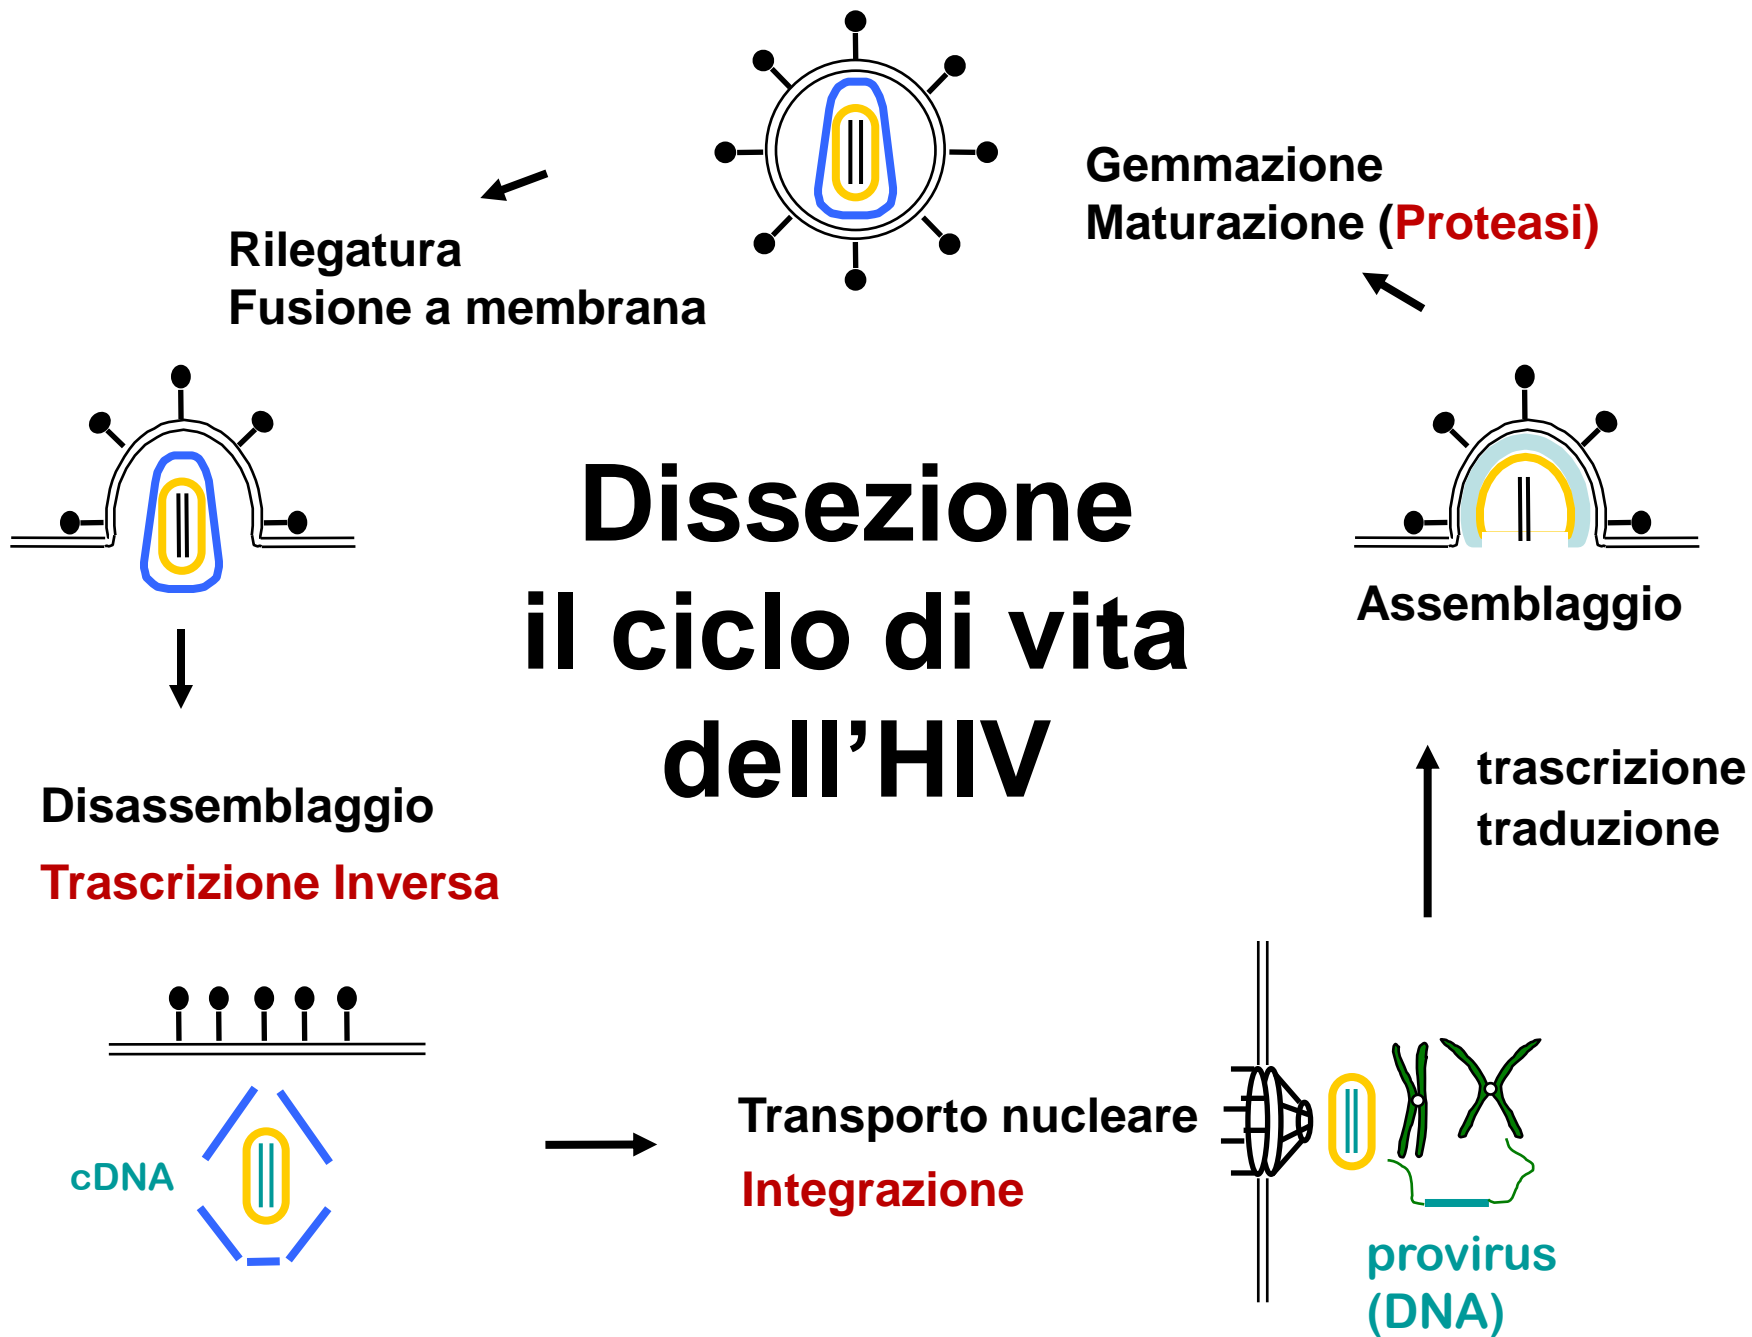 Gemmazione
Maturazione (Proteasi)
Rilegatura
Fusione a membrana
Dissezione
il ciclo di vita
dell’HIV
Assemblaggio
trascrizione
traduzione
Disassemblaggio
Trascrizione Inversa
cDNA
Transporto nucleare
Integrazione
provirus
(DNA)